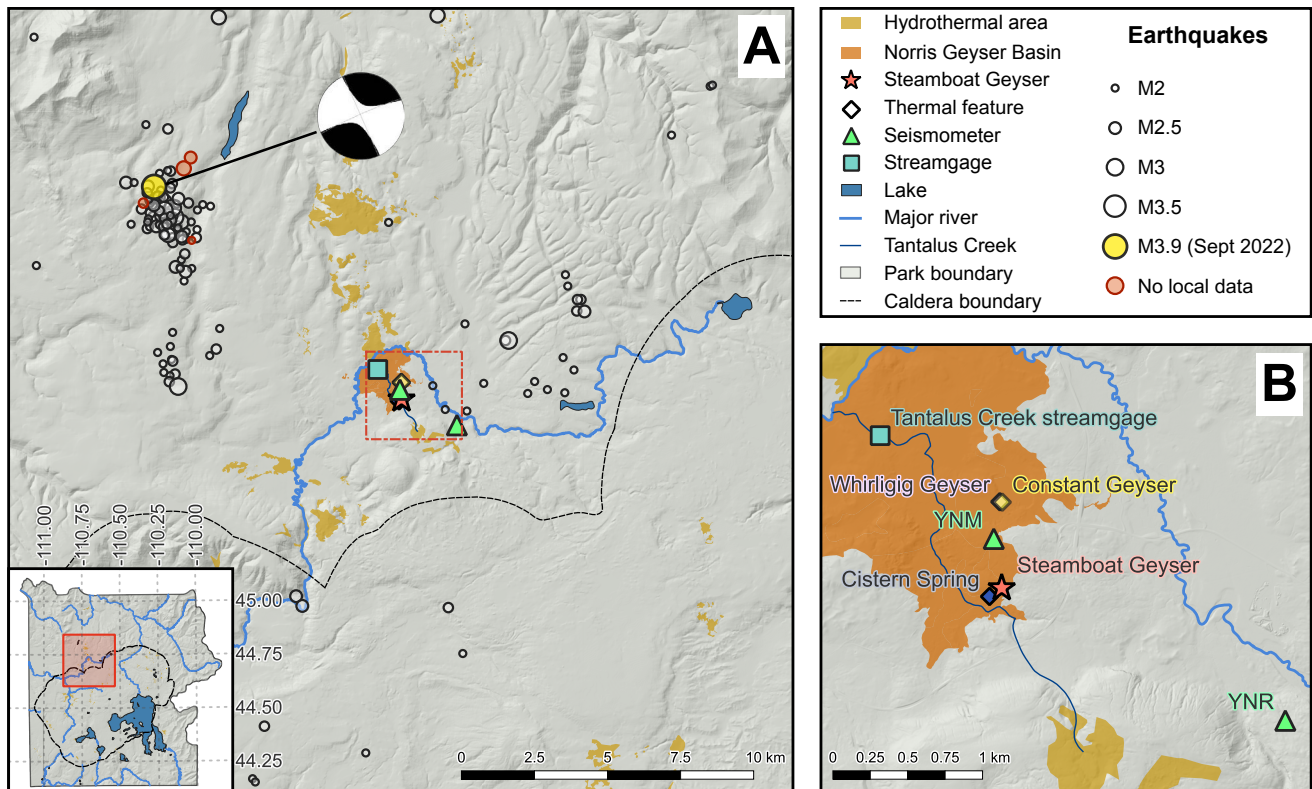 A
-111.00
-110.75
-110.50
-110.25
-110.00
45.00
44.75
44.50
44.25
0
2.5
5
7.5
10 km
Hydrothermal area
Norris Geyser Basin
Steamboat Geyser
Thermal feature
Seismometer
Streamgage
Lake
Major river
Tantalus Creek
Park boundary
Caldera boundary
Earthquakes
M2
M2.5
M3
M3.5
M3.9 (Sept 2022)
No local data
B
Tantalus Creek streamgage
Whirligig Geyser
Constant Geyser
YNM
Steamboat Geyser
Cistern Spring
YNR
0
0.25
0.5
0.75
1 km